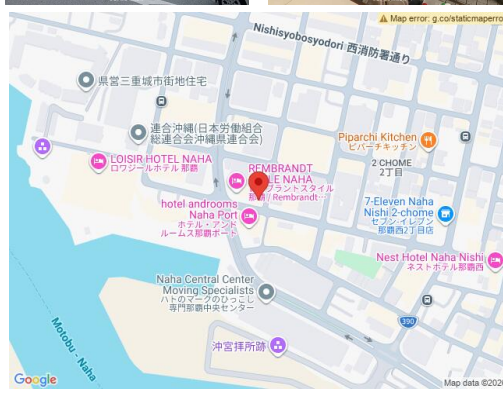 Map error: g.co/staticmaperro
Nishisyobosyodori 西消防署通り
県営三重城市街地住宅
連合沖縄(日本労働組合
総連合会沖縄県連合会)
Piparchi Kitchen
ピパーチキッチン
2 CHOME
2丁目
LOISIR HOTEL NAHA
ロワジールホテル 那覇
REMBRANDT
LE NAHA
ブラントスタイル
那覇 / Rembrandt…
hotel androoms
Naha Port
ホテル・アンド
ルームス那覇ポート
7-Eleven Naha
Nishi 2-chome
セブン-イレブン
那覇西2丁目店
Nest Hotel Naha Nishi
ネストホテル那覇西
Naha Central Center
Moving Specialists
ハトのマークのひっこし
専門那覇中央センター
390
沖宮拝所跡
Motobu - Naha
Google
Map data ©2026